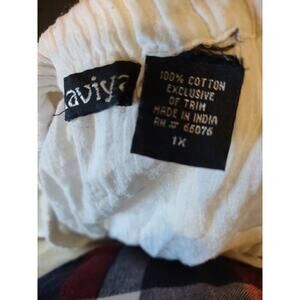 aviya
100% COTTON
EXCLUSIVE
OF TRIM
MADE IN INDIA
RN # 66076
1X